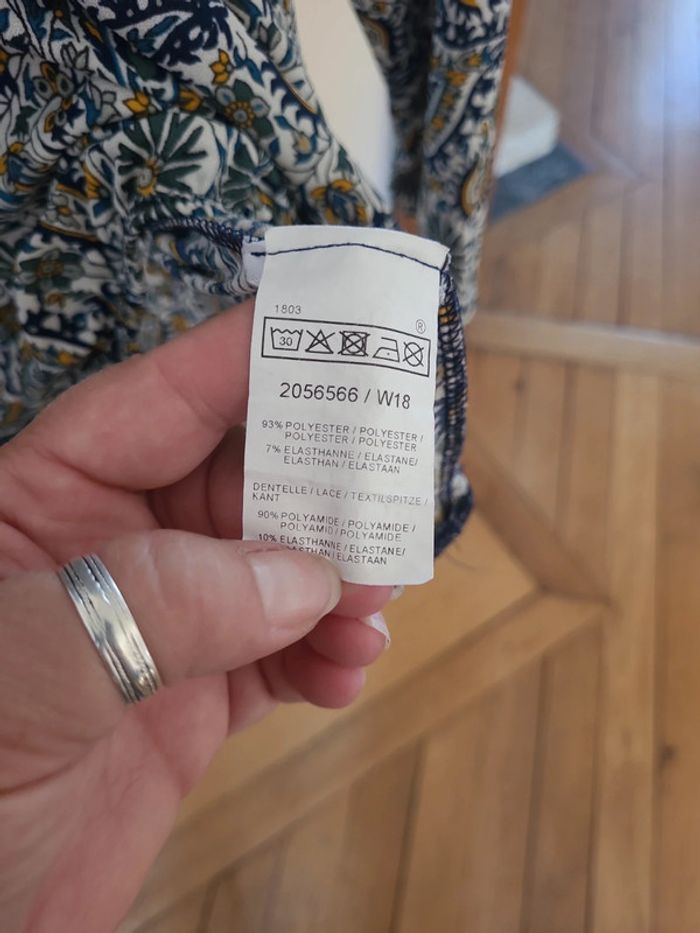 1803
®
30
2056566 / W18
93% POLYESTER / POLYESTER /
POLYESTER / POLYESTER
7% ELASTHANNE / ELASTANE/
ELASTHAN / ELASTAAN
DENTELLE / LACE / TEXTILSPITZE /
KANT
90% POLYAMIDE / POLYAMIDE /
POLYAMID / POLYAMIDE
10% ELASTHANNE / ELASTANE/
ELASTAAN